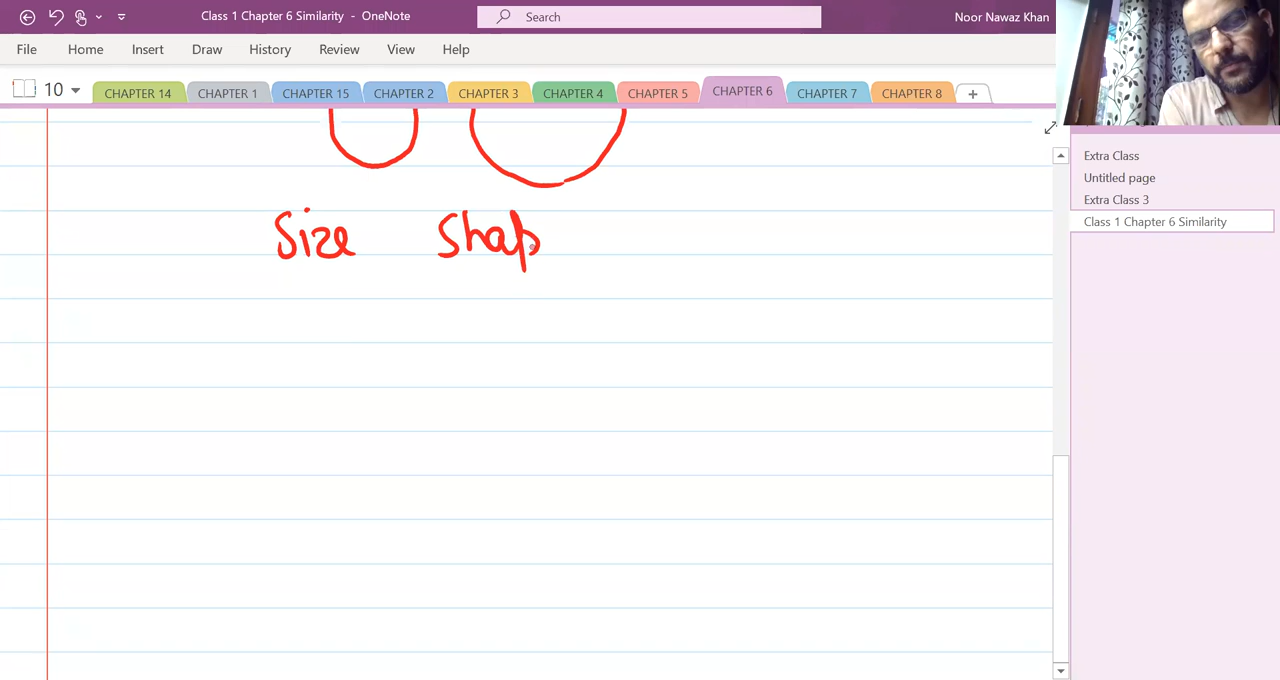 Class 1 Chapter 6 Similarity - OneNote
Search
Noor Nawaz Khan
File Home Insert Draw History Review View Help
10 CHAPTER 14 CHAPTER 1 CHAPTER 15 CHAPTER 2 CHAPTER 3 CHAPTER 4 CHAPTER 5 CHAPTER 6 CHAPTER 7 CHAPTER 8 +
Extra Class
Untitled page
Extra Class 3
Class 1 Chapter 6 Similarity
Size Shap